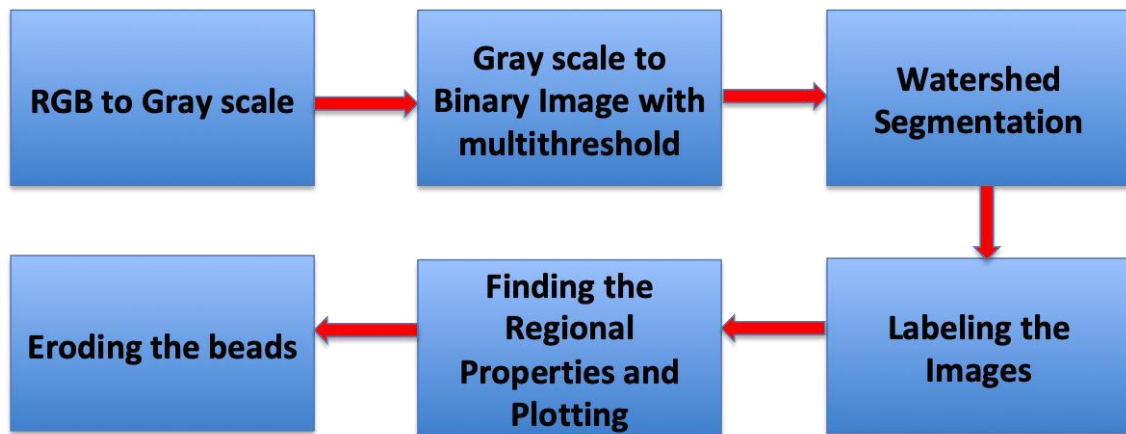 RGB to Gray scale
Gray scale to
Binary Image with
multithreshold
Watershed
Segmentation
Labeling the
Images
Finding the
Regional
Properties and
Plotting
Eroding the beads